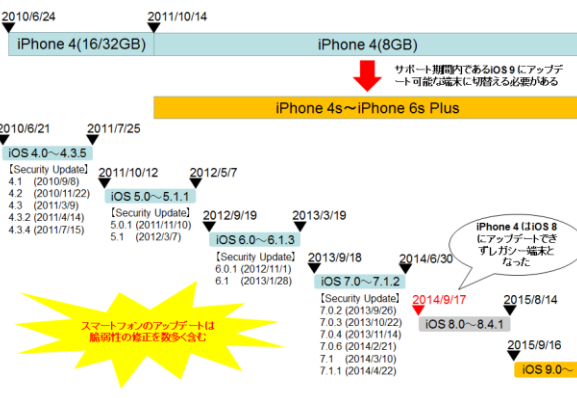 2010/6/24
2011/10/14
iPhone 4(16/32GB)
iPhone 4(8GB)
サポート期間内であるiOS 9 にアップデ
ート可能な端末に切替える必要がある
iPhone 4s～iPhone 6s Plus
2010/6/21
2011/7/25
iOS 4.0～4.3.5
【Security Update】
4.1 (2010/9/8)
4.2 (2010/11/22)
4.3 (2011/3/9)
4.3.2 (2011/4/14)
4.3.4 (2011/7/15)
2011/10/12
2012/5/7
iOS 5.0～5.1.1
【Security Update】
5.0.1 (2011/11/10)
5.1 (2012/3/7)
2012/9/19
2013/3/19
iOS 6.0～6.1.3
【Security Update】
6.0.1 (2012/11/1)
6.1 (2013/1/28)
2013/9/18
2014/6/30
iOS 7.0～7.1.2
【Security Update】
7.0.2 (2013/9/26)
7.0.3 (2013/10/22)
7.0.4 (2013/11/14)
7.0.6 (2014/2/21)
7.1 (2014/3/10)
7.1.1 (2014/4/22)
iPhone 4 はiOS 8
にアップデートでき
ずレガシー端末と
なった
2014/9/17
2015/8/14
iOS 8.0～8.4.1
2015/9/16
iOS 9.0～
スマートフォンのアップデートは
脆弱性の修正を数多く含む